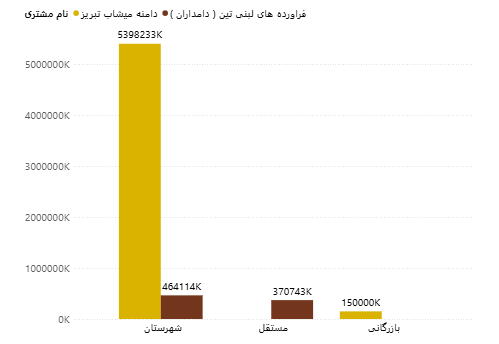 نام مشتری دامنه میشاب تبریز فراورده های لبنی تین ( دامداران )
5398233K
5000000K
4000000K
3000000K
2000000K
1000000K
0K
464114K
370743K
150000K
شهرستان
مستقل
بازرگانی